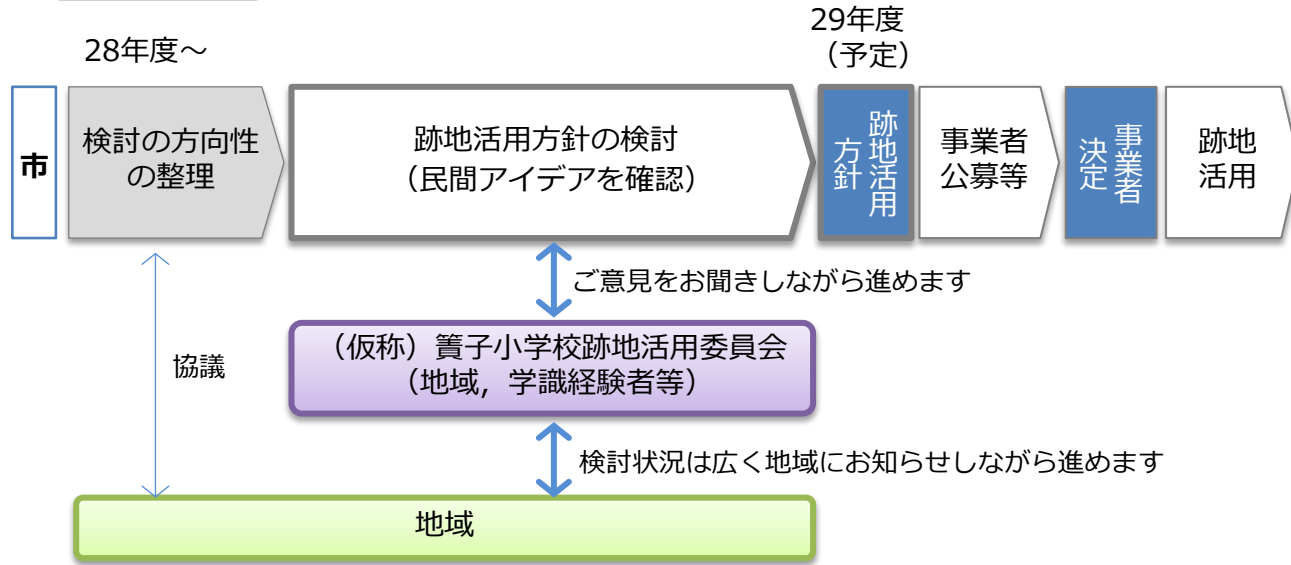 28年度～
29年度
（予定）
市
検討の方向性
の整理
跡地活用方針の検討
（民間アイデアを確認）
跡地活用
方針
事業者
公募等
事業者
決定
跡地
活用
ご意見をお聞きしながら進めます
（仮称）簀子小学校跡地活用委員会
（地域，学識経験者等）
協議
検討状況は広く地域にお知らせしながら進めます
地域